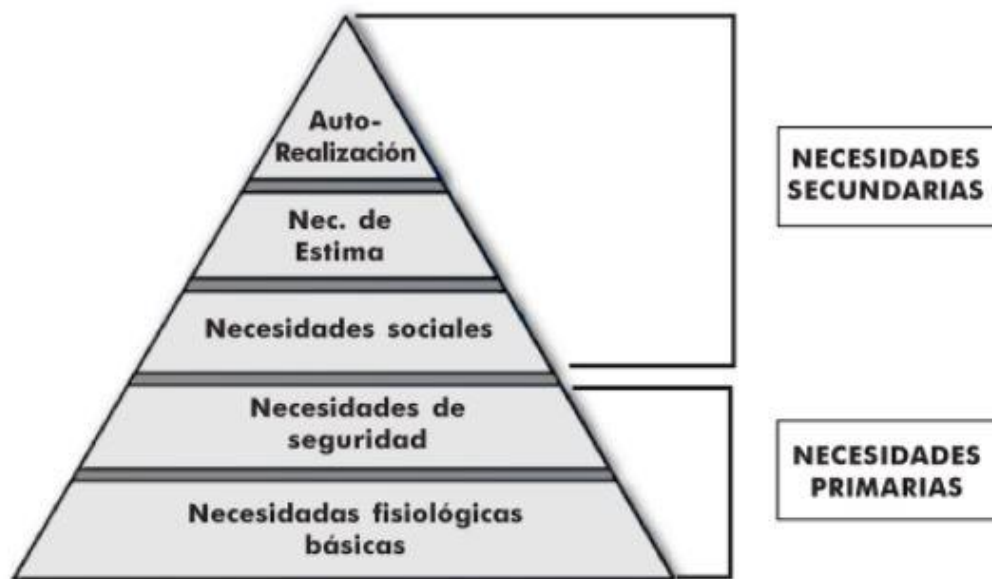 Auto-
Realización
Nec. de
Estima
Necesidades sociales
Necesidades de
seguridad
Necesidadas fisiológicas
básicas
NECESIDADES
SECUNDARIAS
NECESIDADES
PRIMARIAS